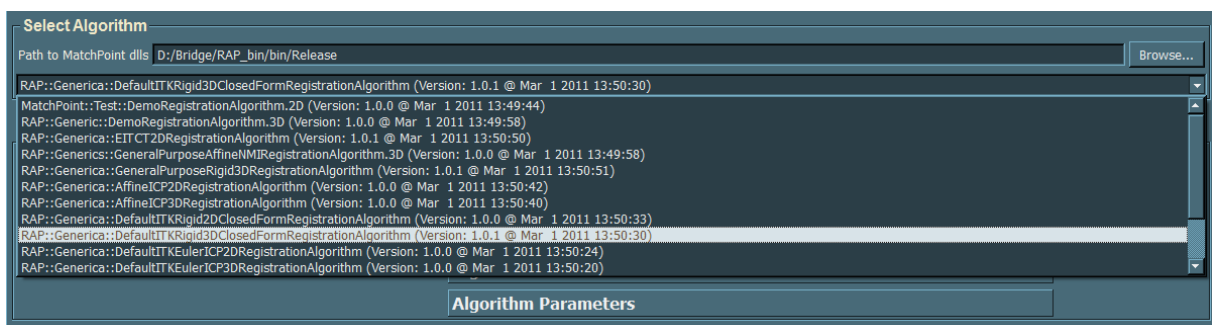 Select Algorithm
Path to MatchPoint dlls D:/Bridge/RAP_bin/bin/Release Browse...
RAP::Generica::DefaultITKRigid3DClosedFormRegistrationAlgorithm (Version: 1.0.1 @ Mar 1 2011 13:50:30)
MatchPoint::Test::DemoRegistrationAlgorithm.2D (Version: 1.0.0 @ Mar 1 2011 13:49:44)
RAP::Generic::DemoRegistrationAlgorithm.3D (Version: 1.0.0 @ Mar 1 2011 13:49:58)
RAP::Generica::EITCT2DRegistrationAlgorithm (Version: 1.0.1 @ Mar 1 2011 13:50:50)
RAP::Generics::GeneralPurposeAffineNMIRegistrationAlgorithm.3D (Version: 1.0.0 @ Mar 1 2011 13:49:58)
RAP::Generica::GeneralPurposeRigid3DRegistrationAlgorithm (Version: 1.0.1 @ Mar 1 2011 13:50:51)
RAP::Generica::AffineICP2DRegistrationAlgorithm (Version: 1.0.0 @ Mar 1 2011 13:50:42)
RAP::Generica::AffineICP3DRegistrationAlgorithm (Version: 1.0.0 @ Mar 1 2011 13:50:40)
RAP::Generica::DefaultITKRigid2DClosedFormRegistrationAlgorithm (Version: 1.0.0 @ Mar 1 2011 13:50:33)
RAP::Generica::DefaultITKRigid3DClosedFormRegistrationAlgorithm (Version: 1.0.1 @ Mar 1 2011 13:50:30)
RAP::Generica::DefaultITKEulerICP2DRegistrationAlgorithm (Version: 1.0.0 @ Mar 1 2011 13:50:24)
RAP::Generica::DefaultITKEulerICP3DRegistrationAlgorithm (Version: 1.0.0 @ Mar 1 2011 13:50:20)
Algorithm Parameters